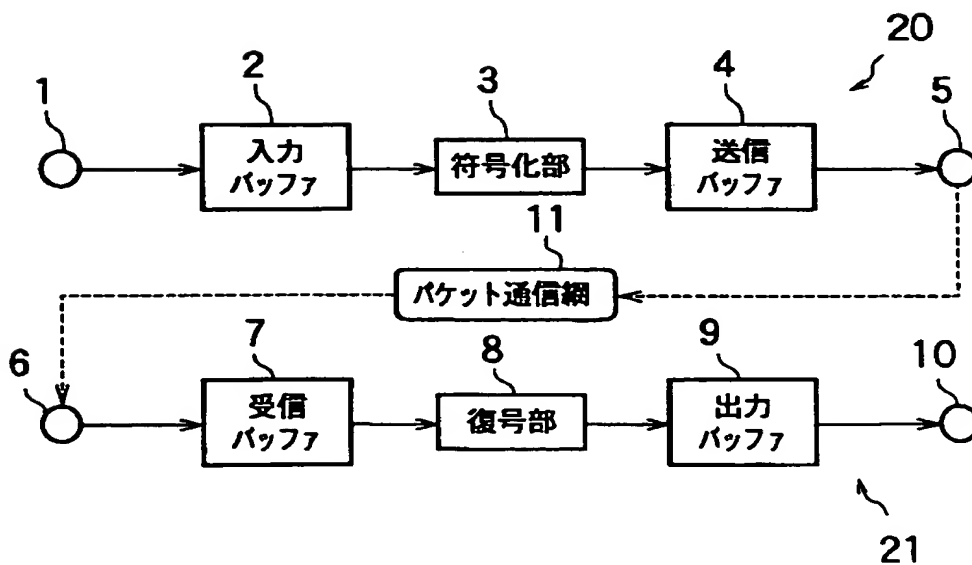 20
1
2
3
4
5
入力
バッファ
符号化部
送信
バッファ
11
パケット通信網
6
7
8
9
10
受信
バッファ
復号部
出力
バッファ
21